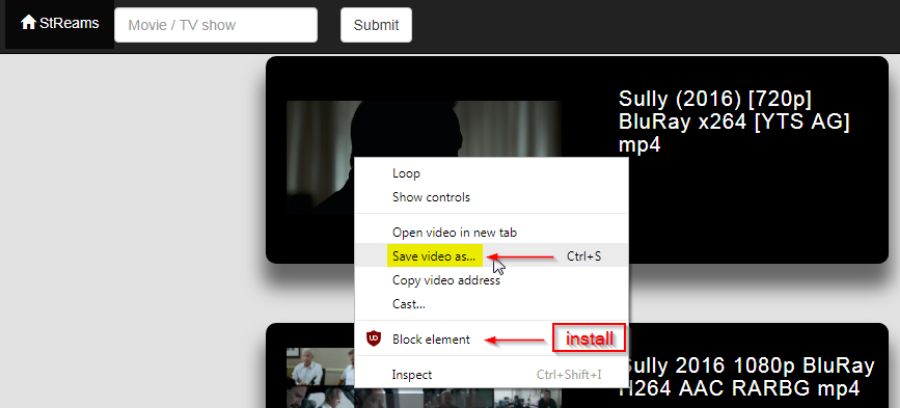 StReams
Movie / TV show
Submit
Sully (2016) [720p]
BluRay x264 [YTS AG]
mp4
Loop
Show controls
Open video in new tab
Save video as... Ctrl+S
Copy video address
Cast...
Block element install
Inspect Ctrl+Shift+I
Sully 2016 1080p BluRay
H264 AAC RARBG mp4